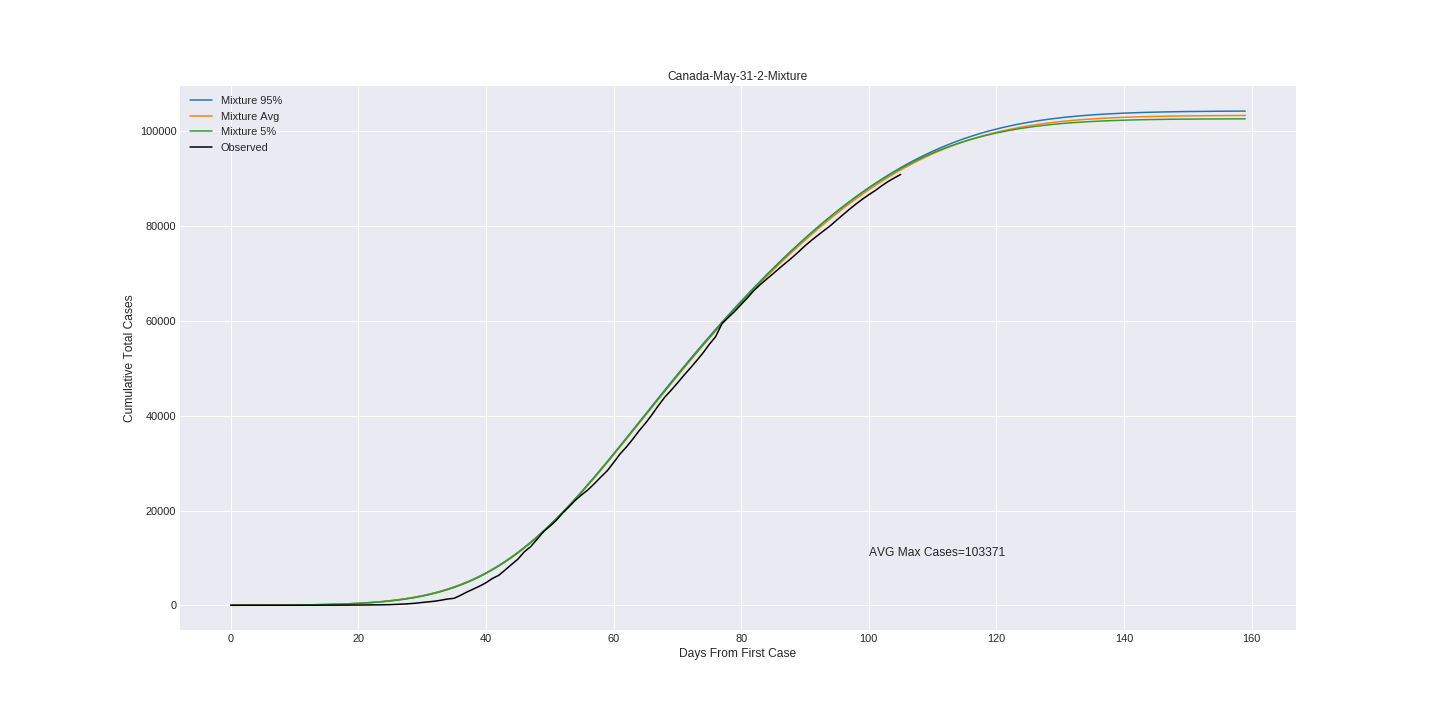 Canada-May-31-2-Mixture
Mixture 95%
Mixture Avg
Mixture 5%
Observed
100000
80000
60000
40000
20000
0
Cumulative Total Cases
AVG Max Cases=103371
0 20 40 60 80 100 120 140 160
Days From First Case